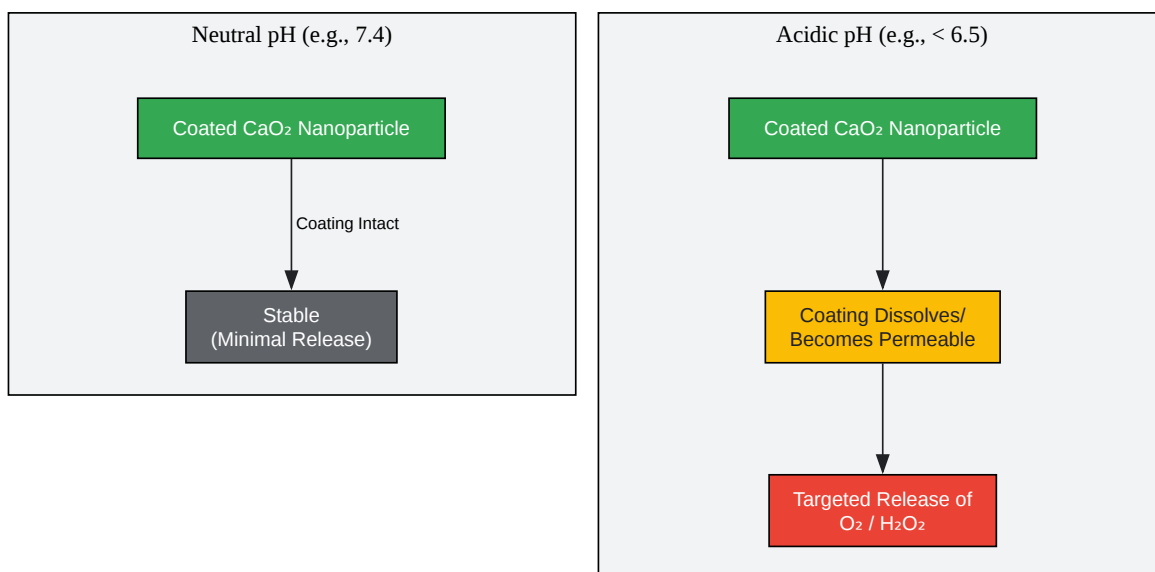 Neutral pH (e.g., 7.4)
Coated CaO₂ Nanoparticle
Coating Intact
Stable
(Minimal Release)
Acidic pH (e.g., < 6.5)
Coated CaO₂ Nanoparticle
Coating Dissolves/
Becomes Permeable
Targeted Release of
O₂ / H₂O₂